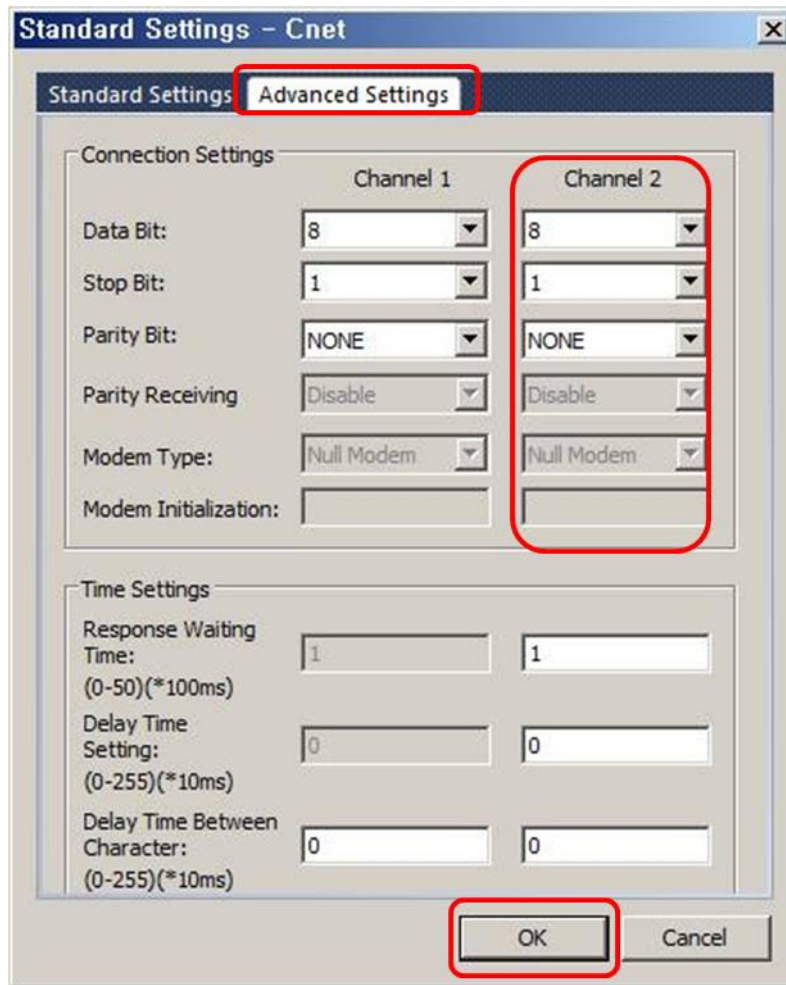 Standard Settings – Cnet
Standard Settings Advanced Settings
Connection Settings
Channel 1 Channel 2
Data Bit: 8 8
Stop Bit: 1 1
Parity Bit: NONE NONE
Parity Receiving Disable Disable
Modem Type: Null Modem Null Modem
Modem Initialization:
Time Settings
Response Waiting
Time: 1 1
(0-50)(*100ms)
Delay Time
Setting: 0 0
(0-255)(*10ms)
Delay Time Between
Character: 0 0
(0-255)(*10ms)
OK Cancel